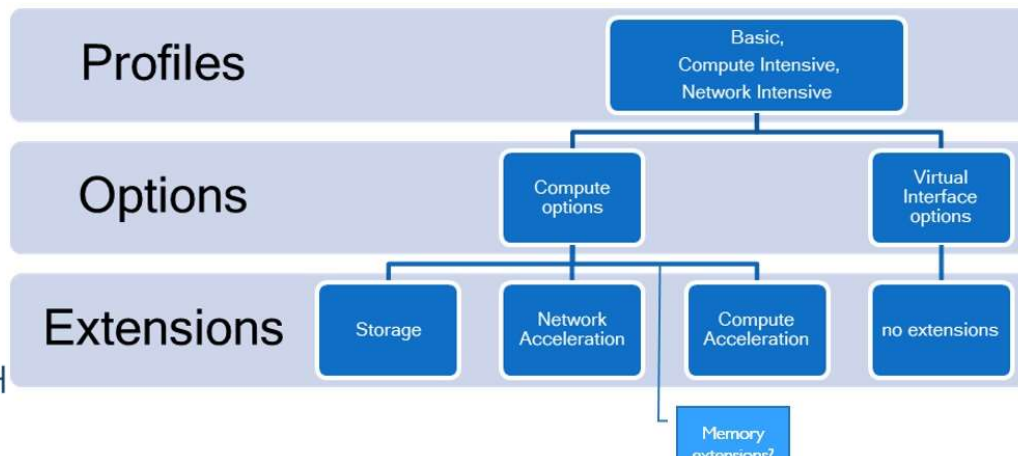 Profiles
Basic,
Compute Intensive,
Network Intensive
Options
Compute
options
Virtual
Interface
options
Extensions
Storage
Network
Acceleration
Compute
Acceleration
no extensions
Memory
extensions?